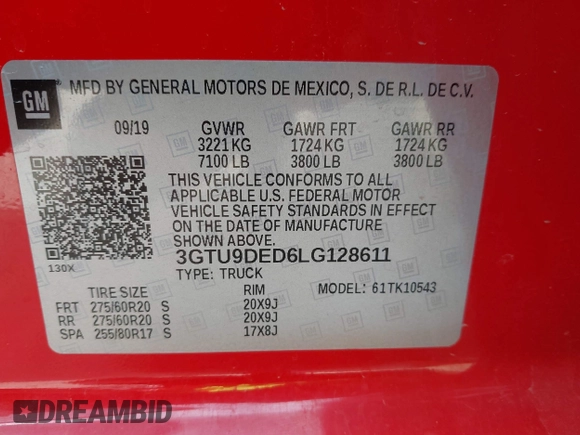 GM MFD BY GENERAL MOTORS DE MEXICO, S. DE R.L. DE C.V.
09/19 GVWR GAWR FRT GAWR RR
3221 KG 1724 KG 1724 KG
7100 LB 3800 LB 3800 LB
THIS VEHICLE CONFORMS TO ALL
APPLICABLE U.S. FEDERAL MOTOR
VEHICLE SAFETY STANDARDS IN EFFECT
ON THE DATE OF MANUFACTURE
SHOWN ABOVE.
3GTU9DED6LG128611
130X TYPE: TRUCK
TIRE SIZE RIM MODEL: 61TK10543
FRT 275/60R20 S 20X9J
RR 275/60R20 S 20X9J
SPA 255/80R17 S 17X8J
DREAMBID